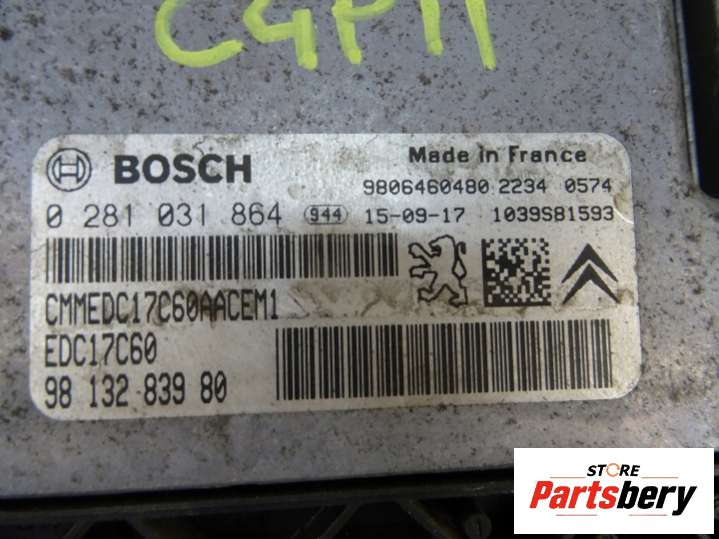 C4P11
BOSCH
Made in France
9806460480 2234 0574
0 281 031 864 944 15-09-17 1039S81593
CMMEDC17C60AACEM1
EDC17C60
98 132 839 80
STORE
Partsbery